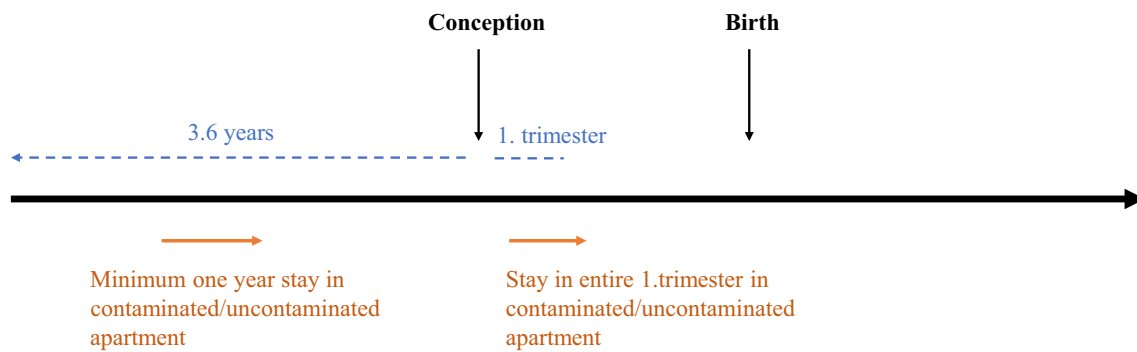 Conception
Birth
3.6 years
1. trimester
Minimum one year stay in
contaminated/uncontaminated
apartment
Stay in entire 1.trimester in
contaminated/uncontaminated
apartment